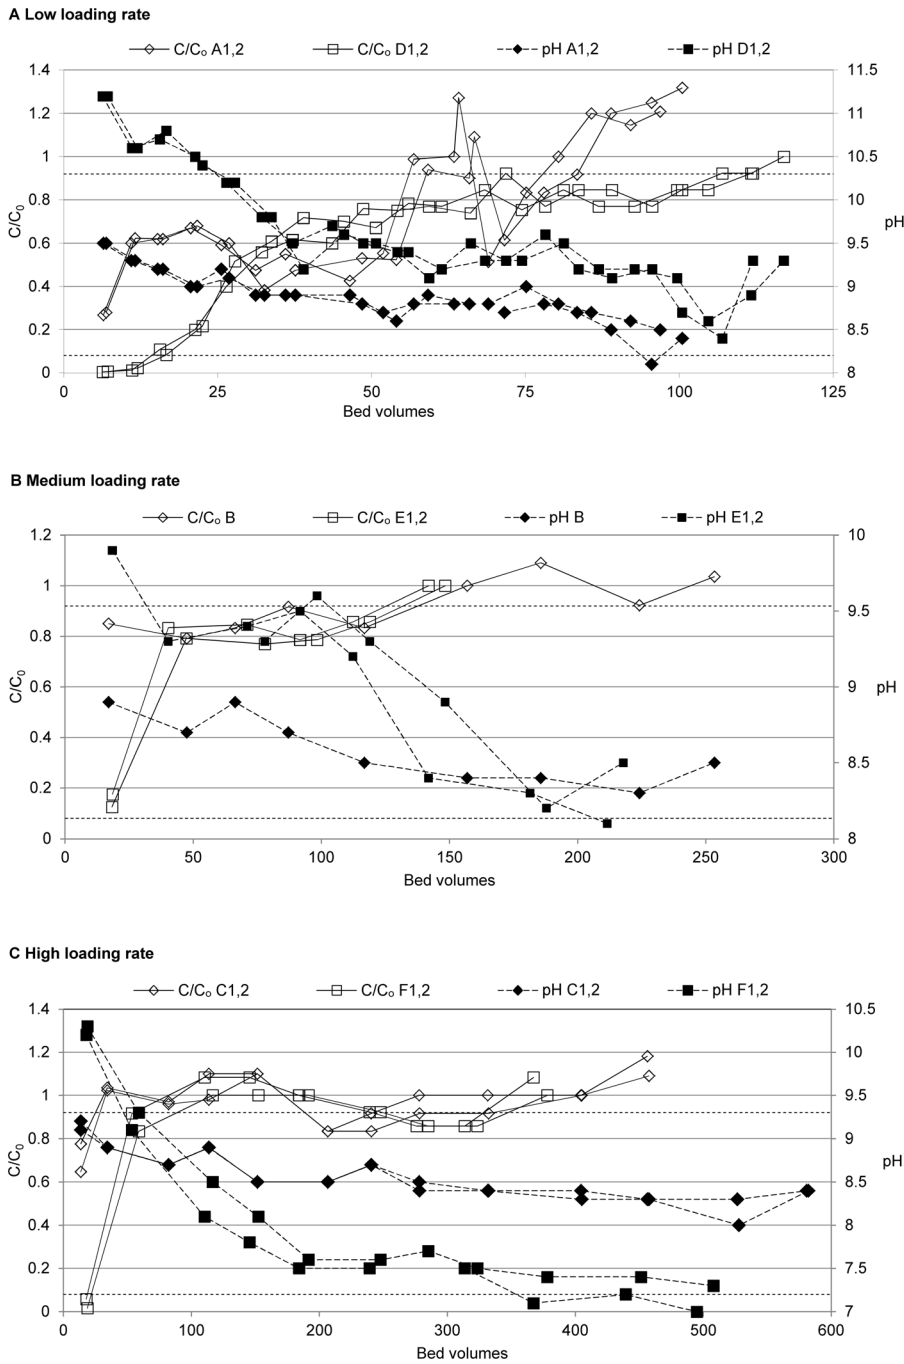 A Low loading rate
C/C₀ A1,2 C/C₀ D1,2 pH A1,2 pH D1,2
1.4 11.5
1.2 11
1 10.5
0.8 10
C/C₀ pH
0.6 9.5
0.4 9
0.2 8.5
0 8
0 25 50 75 100 125
Bed volumes
B Medium loading rate
C/C₀ B C/C₀ E1,2 pH B pH E1,2
1.2 10
1
0.8 9.5
0.6 9
C/C₀ pH
0.4
0.2 8.5
0 8
0 50 100 150 200 250 300
Bed volumes
C High loading rate
C/C₀ C1,2 C/C₀ F1,2 pH C1,2 pH F1,2
1.4 10.5
1.2 10
1 9.5
0.8 9
C/C₀ pH
0.6 8.5
0.4 8
0.2 7.5
0 7
0 100 200 300 400 500 600
Bed volumes